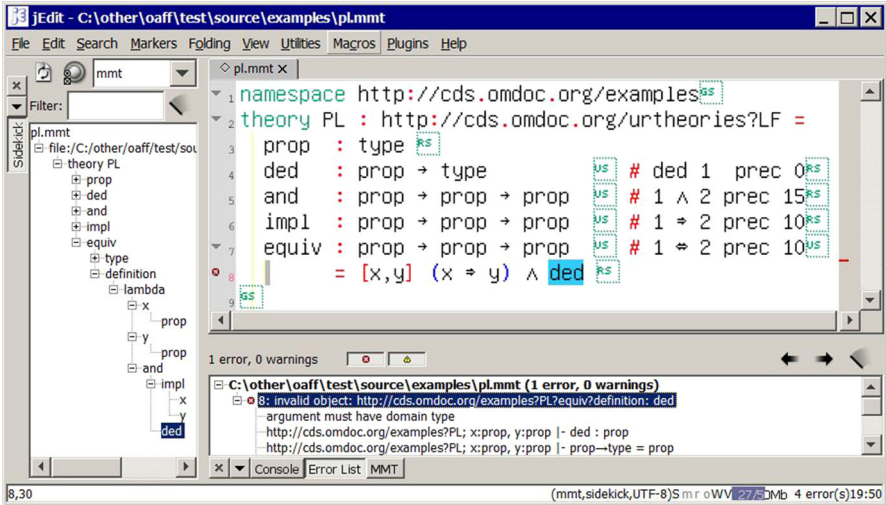 jEdit - C:\other\oaff\test\source\examples\pl.mmt
File Edit Search Markers Folding View Utilities Macros Plugins Help
mmt
Filter:
Sidekick
pl.mmt
file:/C:/other/oaff/test/sou
theory PL
prop
ded
and
impl
equiv
type
definition
lambda
x
prop
y
prop
and
impl
x
y
ded
pl.mmt
1 namespace http://cds.omdoc.org/examples GS
2 theory PL : http://cds.omdoc.org/urtheories?LF =
3 prop : type RS
4 ded : prop → type US # ded 1 prec 0 RS
5 and : prop → prop → prop US # 1 ∧ 2 prec 15 RS
6 impl : prop → prop → prop US # 1 ⇒ 2 prec 10 RS
7 equiv : prop → prop → prop US # 1 ⇔ 2 prec 10 US
8 = [x,y] (x ⇒ y) ∧ ded RS
9 GS
1 error, 0 warnings
C:\other\oaff\test\source\examples\pl.mmt (1 error, 0 warnings)
8: invalid object: http://cds.omdoc.org/examples?PL?equiv?definition: ded
argument must have domain type
http://cds.omdoc.org/examples?PL; x:prop, y:prop |- ded : prop
http://cds.omdoc.org/examples?PL; x:prop, y:prop |- prop→type = prop
Console Error List MMT
8,30
(mmt,sidekick,UTF-8)S m r o W V 27/50Mb 4 error(s)19:50